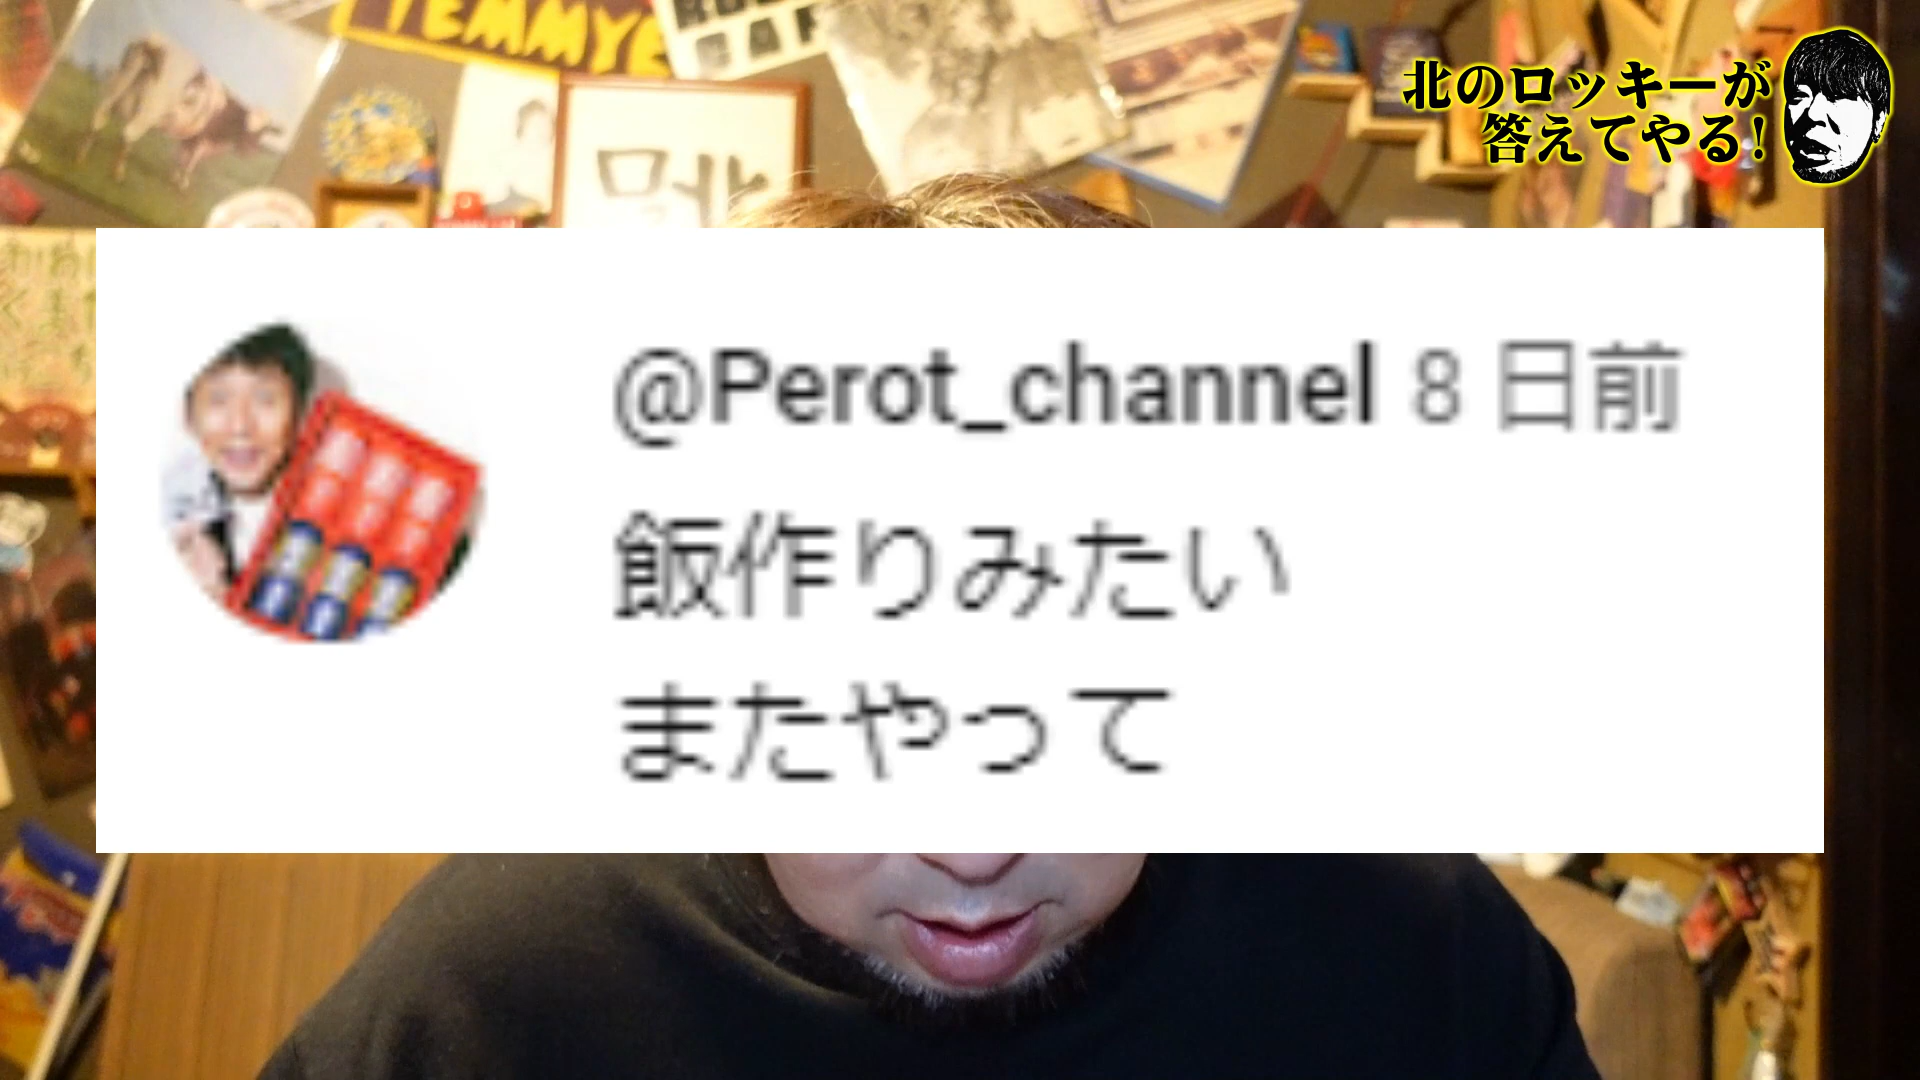 TEMMYE
北のロッキーが
答えてやる!
@Perot_channel 8 日前
飯作りみたい
またやって